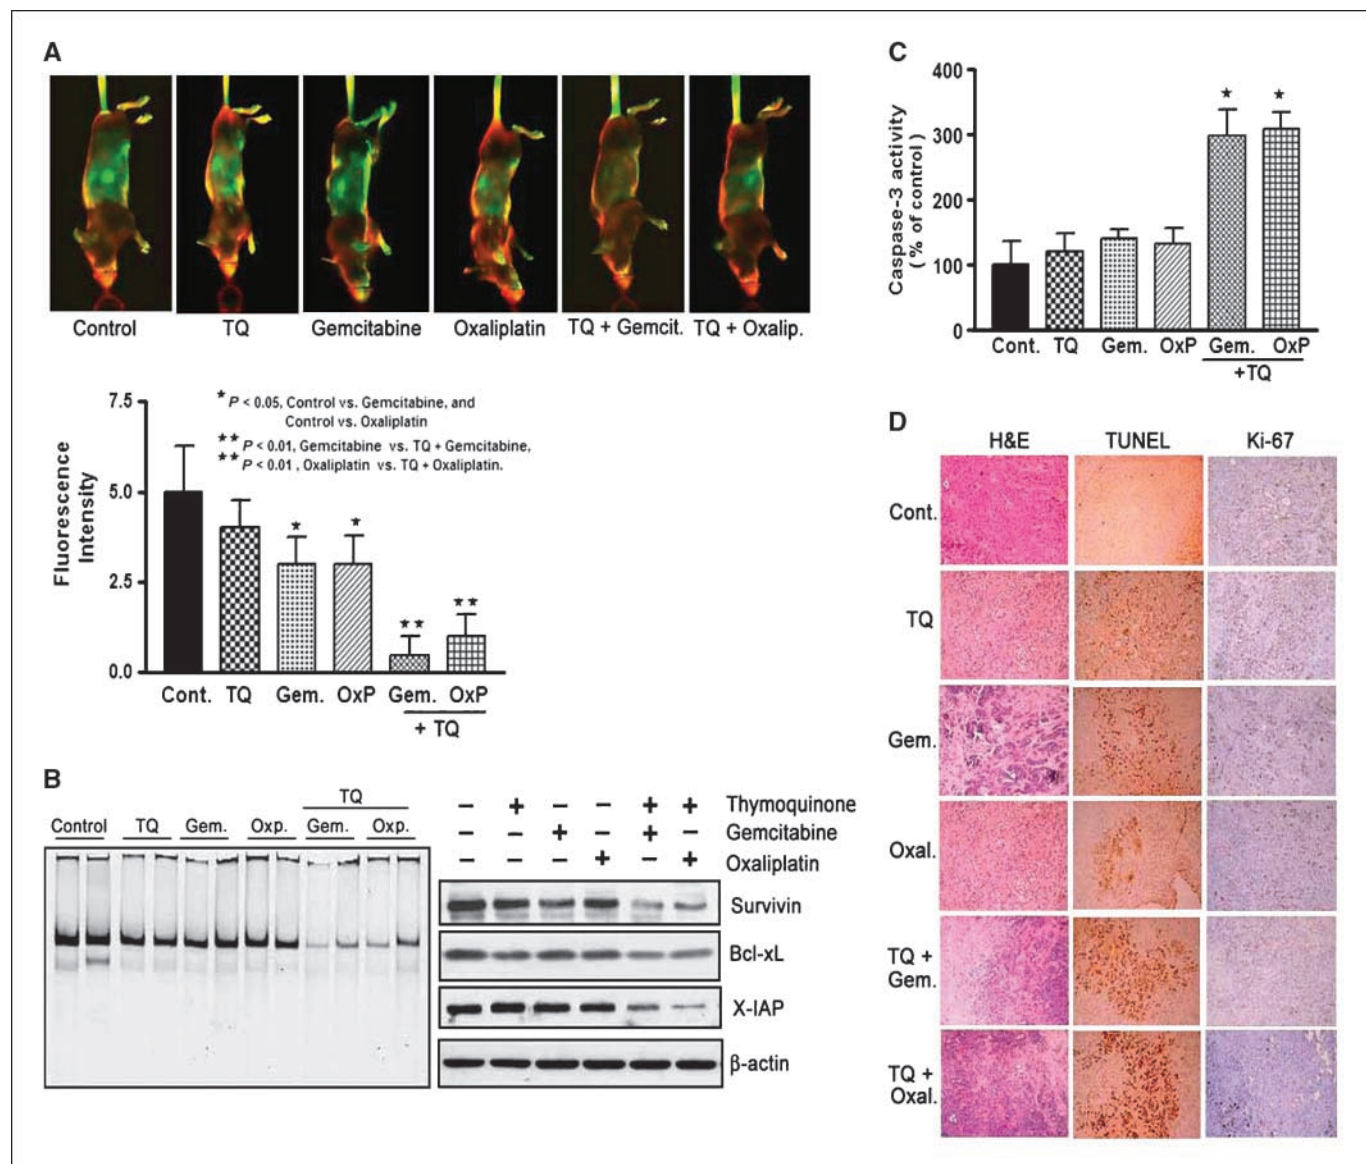 A
Control TQ Gemcitabine Oxaliplatin TQ + Gemcit. TQ + Oxalip.
7.5
5.0
2.5
0.0
Fluorescence
Intensity
* P < 0.05, Control vs. Gemcitabine, and
Control vs. Oxaliplatin
** P < 0.01, Gemcitabine vs. TQ + Gemcitabine,
** P < 0.01 , Oxaliplatin vs. TQ + Oxaliplatin.
* * ** **
Cont. TQ Gem. OxP Gem. OxP
+ TQ
B
TQ
Control TQ Gem. Oxp. Gem. Oxp.
– + – – + + Thymoquinone
– – + – + – Gemcitabine
– – – + – + Oxaliplatin
Survivin
Bcl-xL
X-IAP
β-actin
C
400
300
200
100
0
Caspase-3 activity
( % of control )
* *
Cont. TQ Gem. OxP Gem. OxP
+TQ
D
H&E TUNEL Ki-67
Cont.
TQ
Gem.
Oxal.
TQ +
Gem.
TQ +
Oxal.